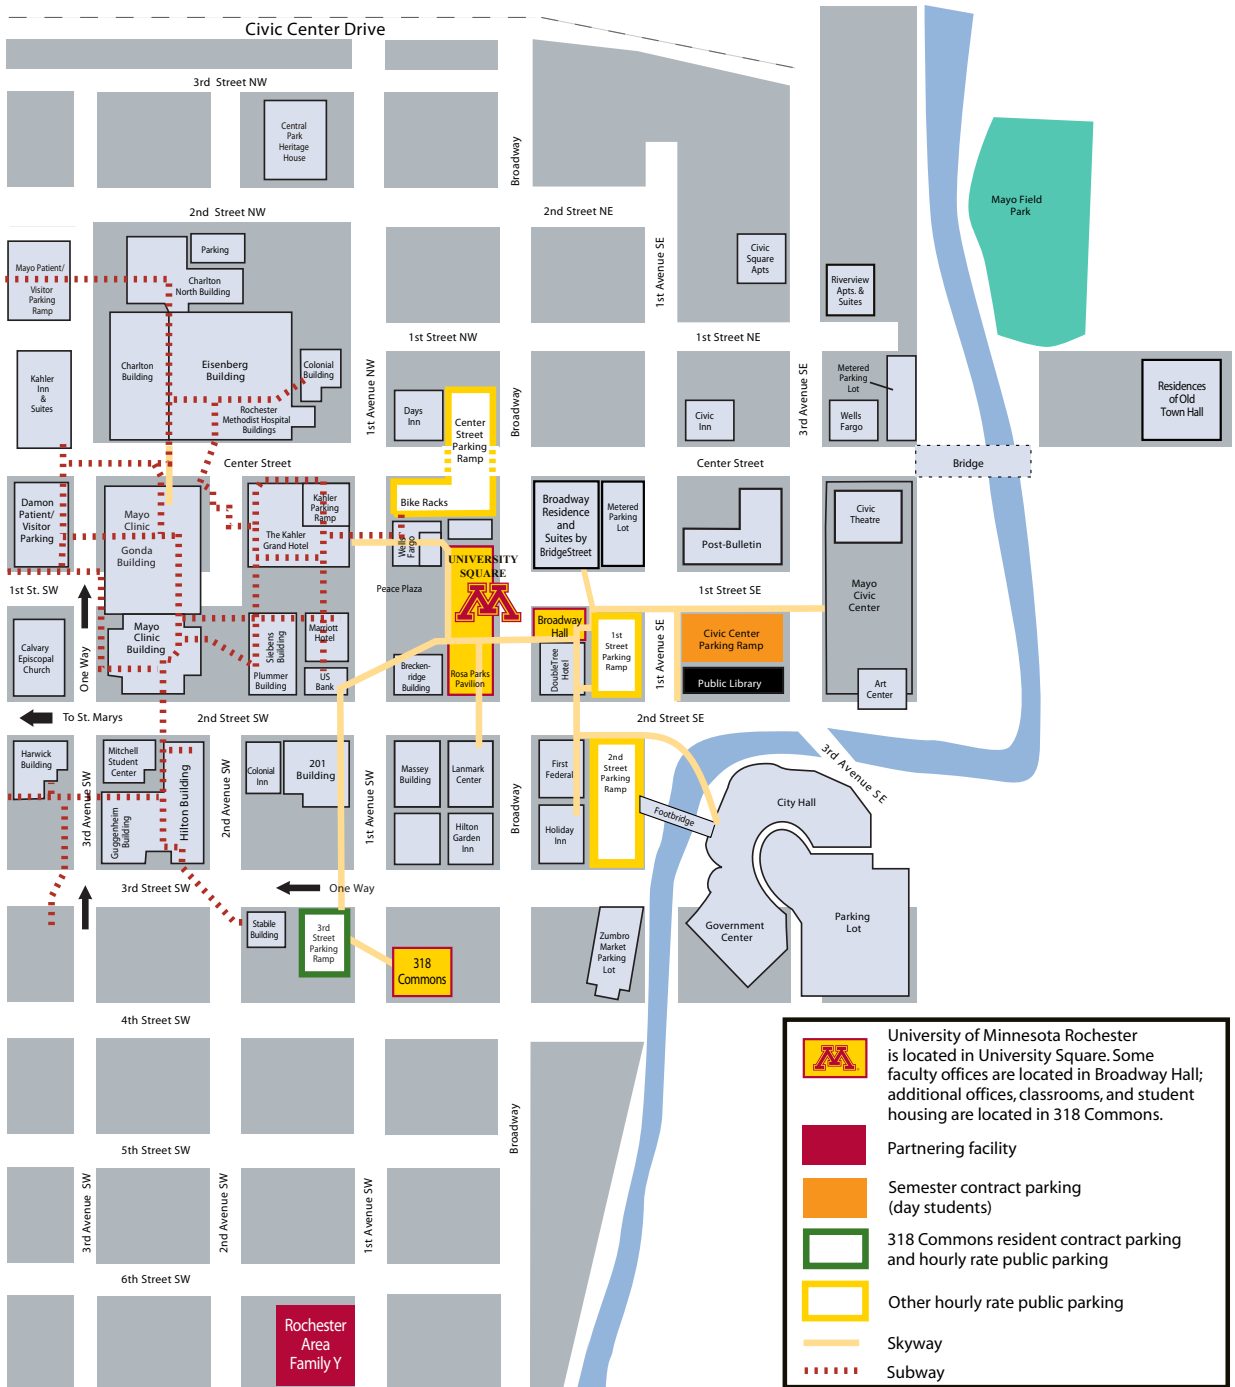 Civic Center Drive
3rd Street NW
Central
Park
Heritage
House
Broadway
2nd Street NW
2nd Street NE
Mayo Field
Park
Mayo Patient/
Visitor
Parking
Ramp
Parking
Charlton
North Building
1st Avenue SE
Civic
Square
Apts
Riverview
Apts. &
Suites
1st Street NW
1st Street NE
Kahler
Inn
&
Suites
Charlton
Building
Eisenberg
Building
Colonial
Building
Rochester
Methodist Hospital
Buildings
1st Avenue NW
Days
Inn
Center
Street
Parking
Ramp
Broadway
Civic
Inn
3rd Avenue SE
Metered
Parking
Lot
Wells
Fargo
Residences
of Old
Town Hall
Center Street
Center Street
Bridge
Damon
Patient/
Visitor
Parking
Mayo
Clinic
Gonda
Building
Kahler
Parking
Ramp
The Kahler
Grand Hotel
Bike Racks
Wells
Fargo
UNIVERSITY
SQUARE
M
Broadway
Residence
and
Suites by
BridgeStreet
Metered
Parking
Lot
Post-Bulletin
Civic
Theatre
Mayo
Civic
Center
1st St. SW
Peace Plaza
1st Street SE
Calvary
Episcopal
Church
One Way
Mayo
Clinic
Building
Siebens
Building
Plummer
Building
Marriott
Hotel
US
Bank
Brecken-
ridge
Building
Rosa Parks
Pavilion
Broadway
Hall
DoubleTree
Hotel
1st
Street
Parking
Ramp
1st Avenue SE
Civic Center
Parking Ramp
Public Library
Art
Center
To St. Marys
2nd Street SW
2nd Street SE
3rd Avenue SE
Harwick
Building
3rd Avenue SW
Mitchell
Student
Center
Guggenheim
Building
Hilton Building
2nd Avenue SW
Colonial
Inn
201
Building
1st Avenue SW
Massey
Building
Lanmark
Center
Hilton
Garden
Inn
Broadway
First
Federal
Holiday
Inn
2nd
Street
Parking
Ramp
Footbridge
City Hall
3rd Street SW
One Way
Stabile
Building
3rd
Street
Parking
Ramp
318
Commons
Zumbro
Market
Parking
Lot
Government
Center
Parking
Lot
4th Street SW
5th Street SW
3rd Avenue SW
2nd Avenue SW
1st Avenue SW
Broadway
6th Street SW
Rochester
Area
Family Y
M
University of Minnesota Rochester
is located in University Square. Some
faculty offices are located in Broadway Hall;
additional offices, classrooms, and student
housing are located in 318 Commons.
Partnering facility
Semester contract parking
(day students)
318 Commons resident contract parking
and hourly rate public parking
Other hourly rate public parking
Skyway
Subway